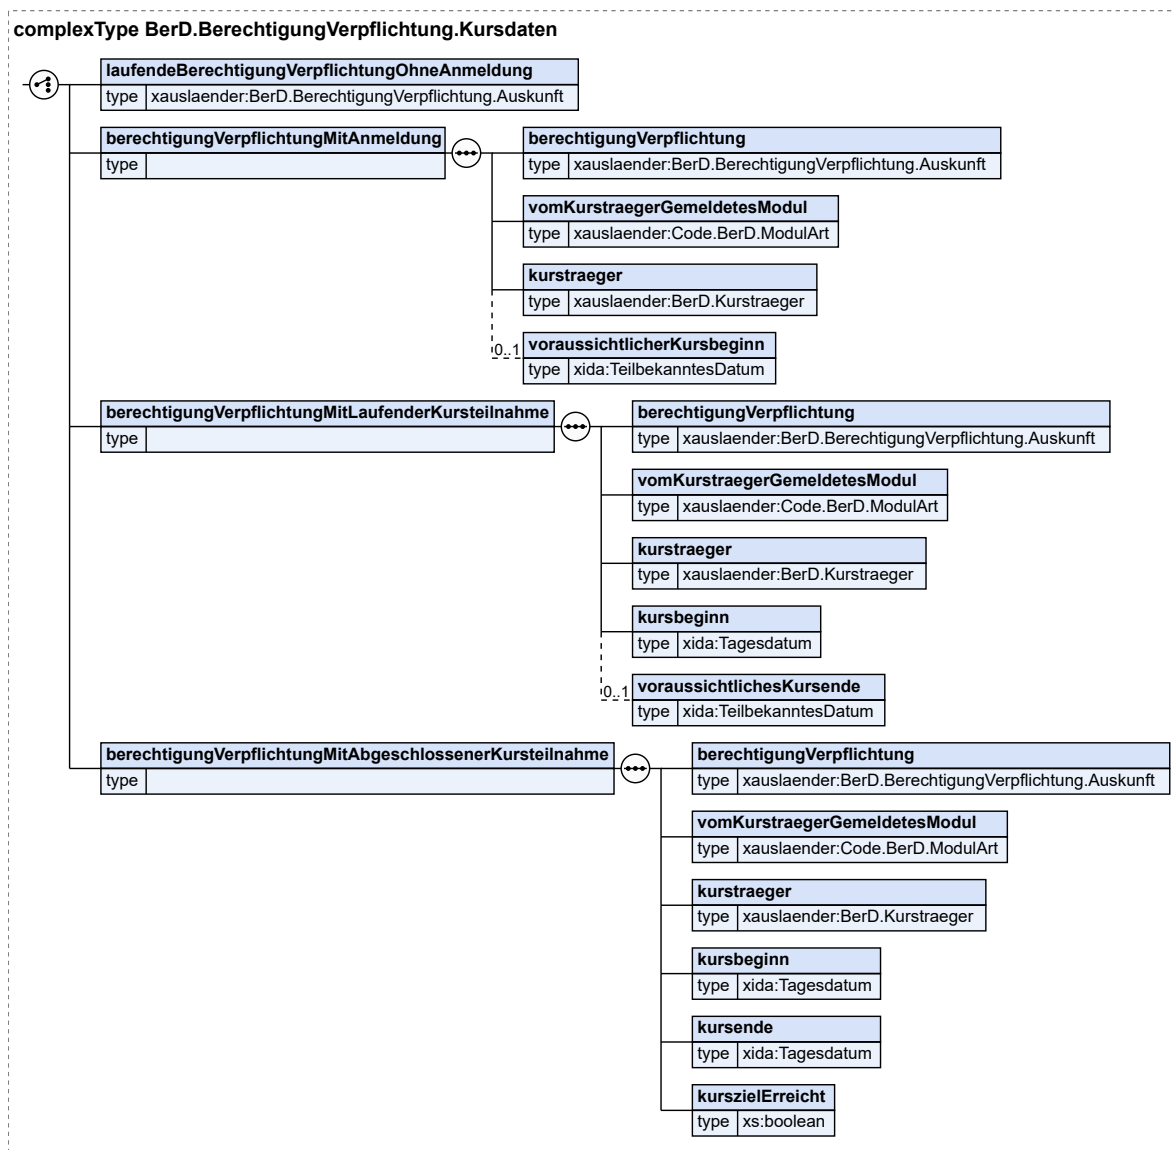 complexType BerD.BerechtigungVerpflichtung.Kursdaten
laufendeBerechtigungVerpflichtungOhneAnmeldung
type xauslaender:BerD.BerechtigungVerpflichtung.Auskunft
berechtigungVerpflichtungMitAnmeldung
type
berechtigungVerpflichtung
type xauslaender:BerD.BerechtigungVerpflichtung.Auskunft
vomKurstraegerGemeldetesModul
type xauslaender:Code.BerD.ModulArt
kurstraeger
type xauslaender:BerD.Kurstraeger
0..1
voraussichtlicherKursbeginn
type xida:TeilbekanntesDatum
berechtigungVerpflichtungMitLaufenderKursteilnahme
type
berechtigungVerpflichtung
type xauslaender:BerD.BerechtigungVerpflichtung.Auskunft
vomKurstraegerGemeldetesModul
type xauslaender:Code.BerD.ModulArt
kurstraeger
type xauslaender:BerD.Kurstraeger
kursbeginn
type xida:Tagesdatum
0..1
voraussichtlichesKursende
type xida:TeilbekanntesDatum
berechtigungVerpflichtungMitAbgeschlossenerKursteilnahme
type
berechtigungVerpflichtung
type xauslaender:BerD.BerechtigungVerpflichtung.Auskunft
vomKurstraegerGemeldetesModul
type xauslaender:Code.BerD.ModulArt
kurstraeger
type xauslaender:BerD.Kurstraeger
kursbeginn
type xida:Tagesdatum
kursende
type xida:Tagesdatum
kurszielErreicht
type xs:boolean